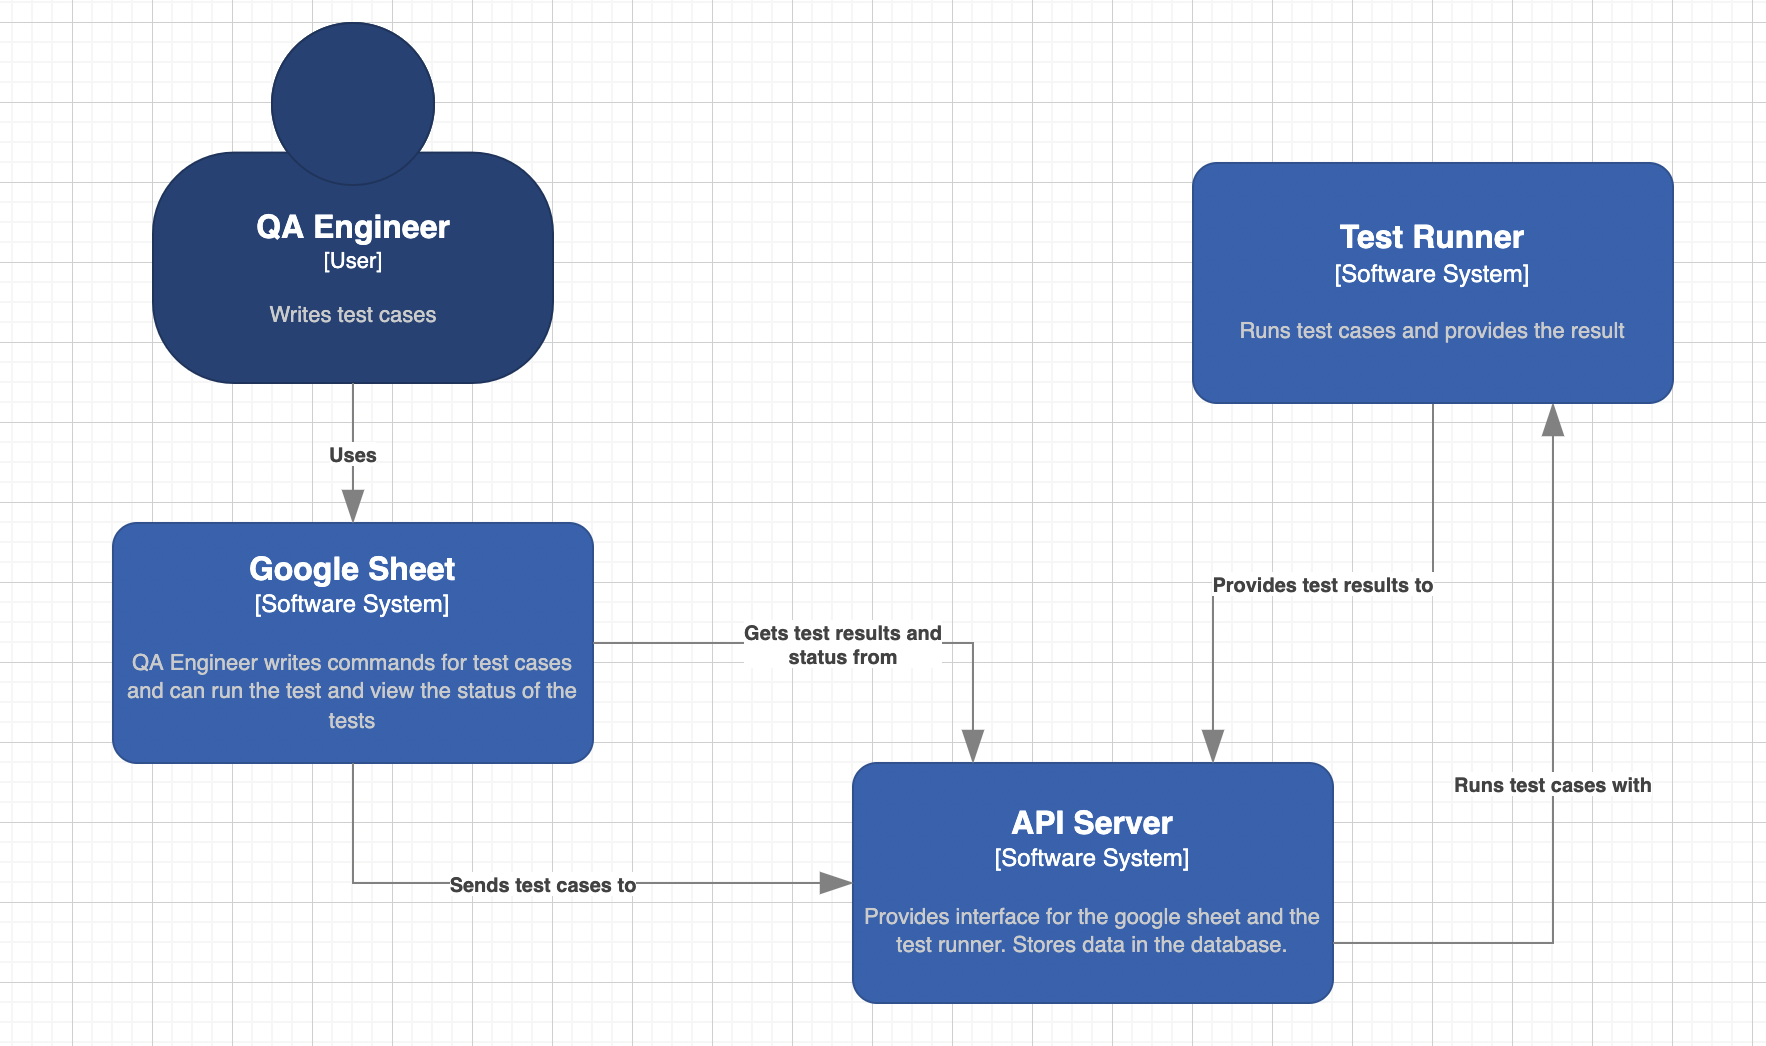 QA Engineer
[User]
Writes test cases
Uses
Google Sheet
[Software System]
QA Engineer writes commands for test cases
and can run the test and view the status of the
tests
Gets test results and
status from
Sends test cases to
Test Runner
[Software System]
Runs test cases and provides the result
Provides test results to
Runs test cases with
API Server
[Software System]
Provides interface for the google sheet and the
test runner. Stores data in the database.